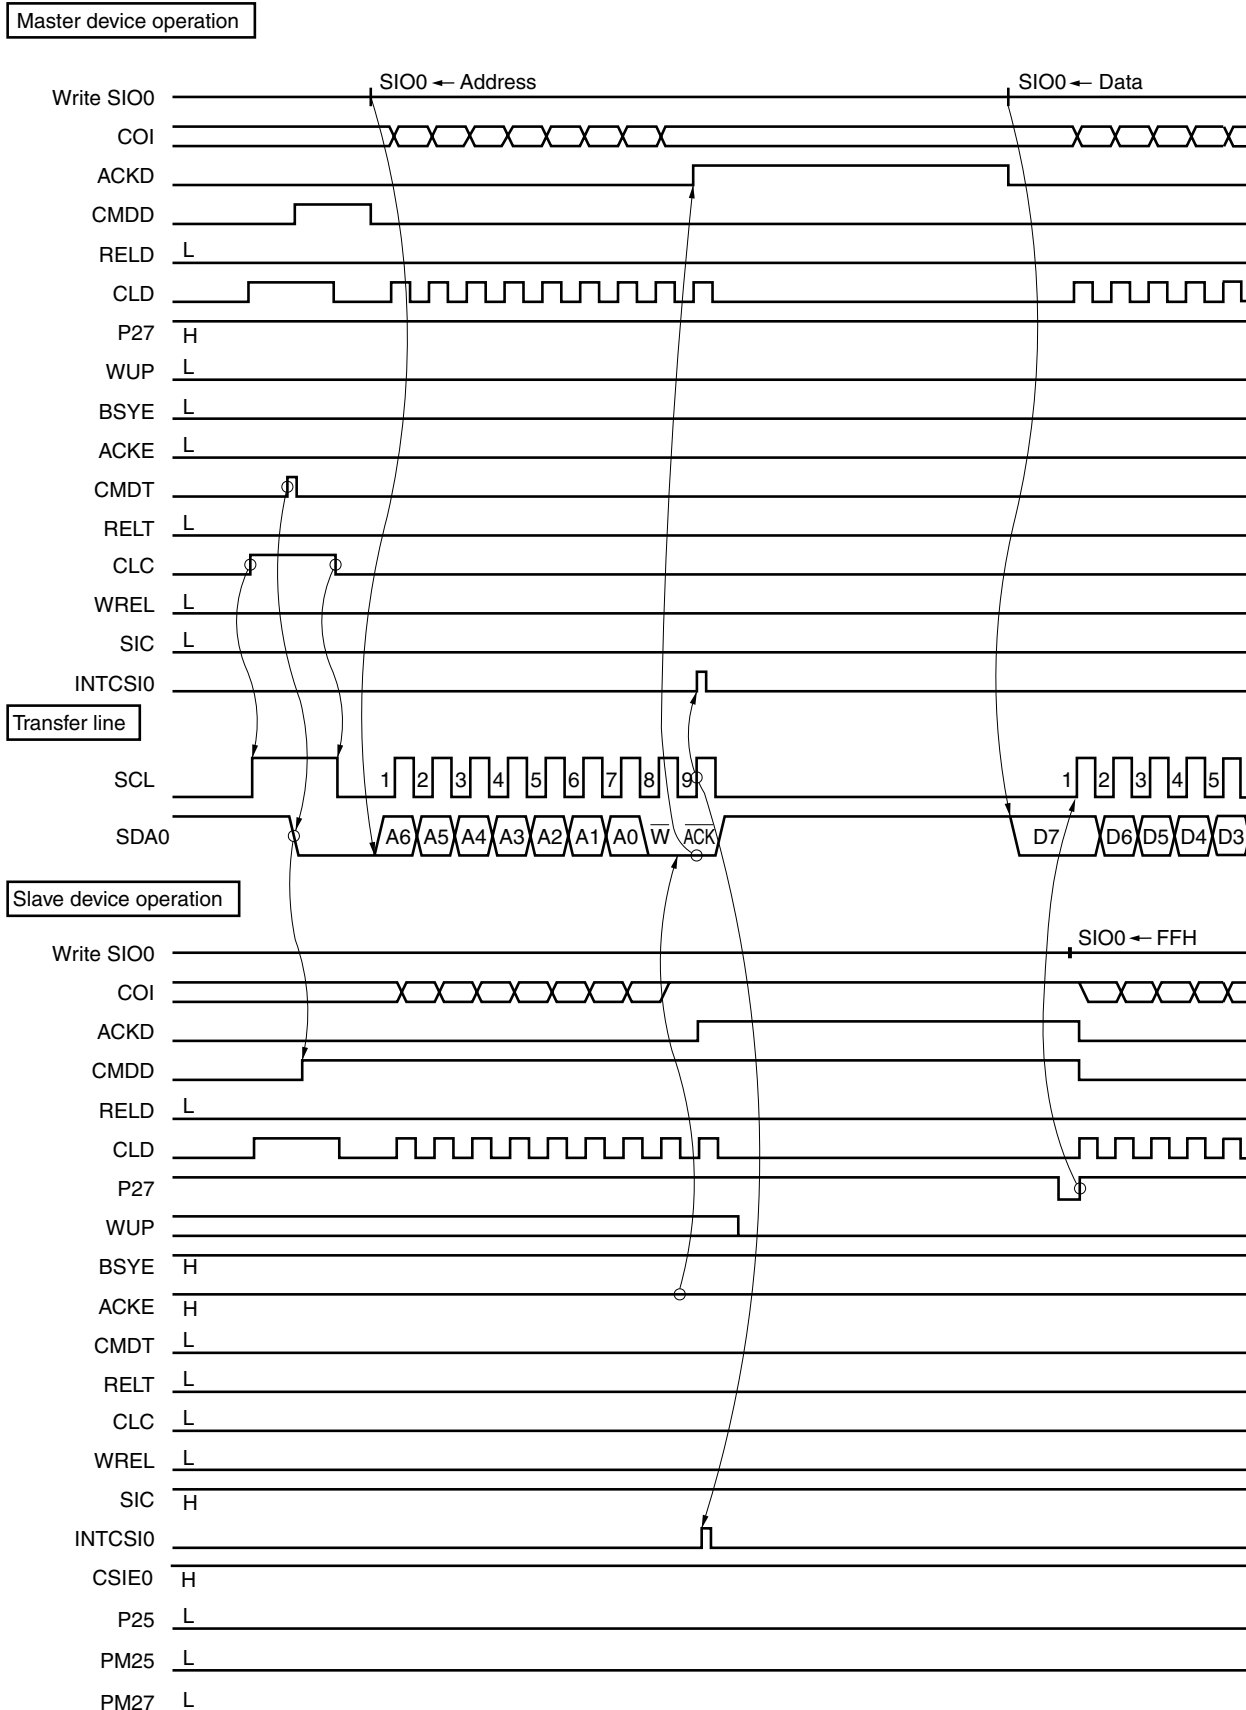 Master device operation
SIO0 ← Address
SIO0 ← Data
Write SIO0
COI
ACKD
CMDD
RELD L
CLD
P27 H
WUP L
BSYE L
ACKE L
CMDT
RELT L
CLC
WREL L
SIC L
INTCSI0
Transfer line
SCL 1 2 3 4 5 6 7 8 9 1 2 3 4 5
SDA0 A6 A5 A4 A3 A2 A1 A0 W̅ A̅C̅K̅ D7 D6 D5 D4 D3
Slave device operation
SIO0 ← FFH
Write SIO0
COI
ACKD
CMDD
RELD L
CLD
P27
WUP
BSYE H
ACKE H
CMDT L
RELT L
CLC L
WREL L
SIC H
INTCSI0
CSIE0 H
P25 L
PM25 L
PM27 L